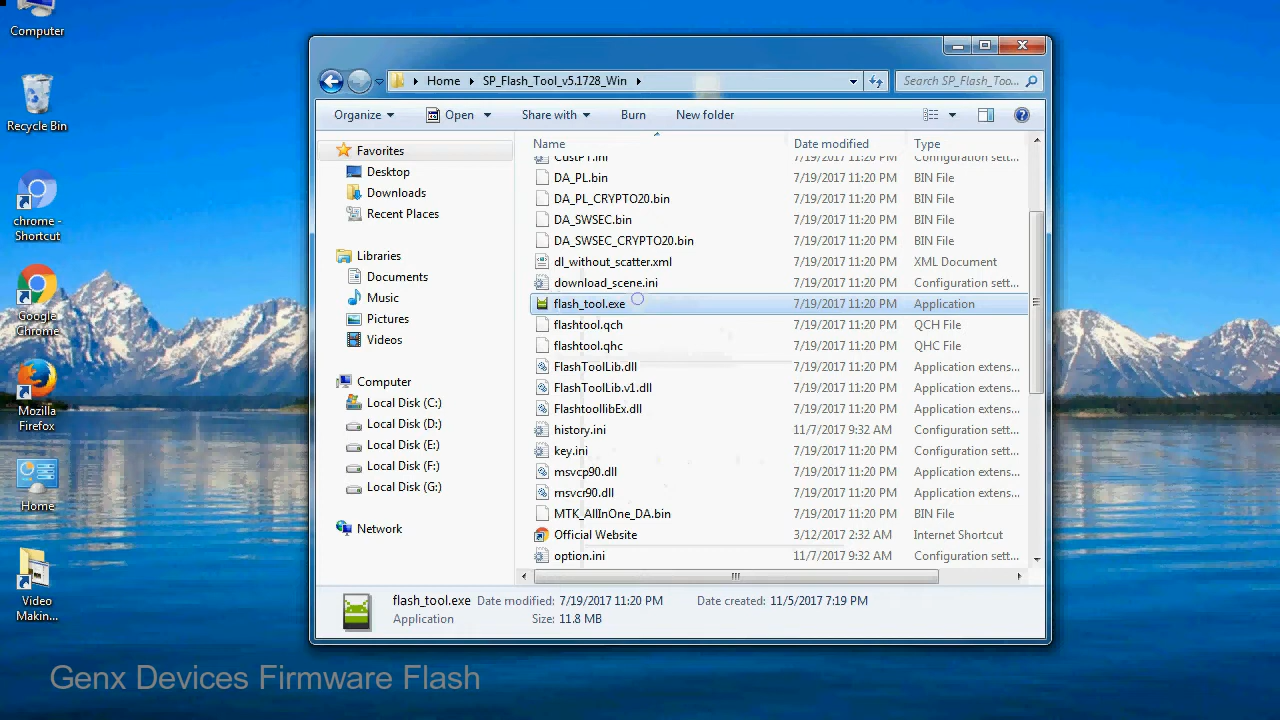 Computer
Recycle Bin
chrome -
Shortcut
Google
Chrome
Mozilla
Firefox
Home
Video
Makin...
Home
SP_Flash_Tool_v5.1728_Win
Search SP_Flash_Too...
Organize
Open
Share with
Burn
New folder
Favorites
Desktop
Downloads
Recent Places
Libraries
Documents
Music
Pictures
Videos
Computer
Local Disk (C:)
Local Disk (D:)
Local Disk (E:)
Local Disk (F:)
Local Disk (G:)
Network
Name Date modified Type
CustPT.ini 7/19/2017 11:20 PM Configuration sett...
DA_PL.bin 7/19/2017 11:20 PM BIN File
DA_PL_CRYPTO20.bin 7/19/2017 11:20 PM BIN File
DA_SWSEC.bin 7/19/2017 11:20 PM BIN File
DA_SWSEC_CRYPTO20.bin 7/19/2017 11:20 PM BIN File
dl_without_scatter.xml 7/19/2017 11:20 PM XML Document
download_scene.ini 7/19/2017 11:20 PM Configuration sett...
flash_tool.exe 7/19/2017 11:20 PM Application
flashtool.qch 7/19/2017 11:20 PM QCH File
flashtool.qhc 7/19/2017 11:20 PM QHC File
FlashToolLib.dll 7/19/2017 11:20 PM Application extens...
FlashToolLib.v1.dll 7/19/2017 11:20 PM Application extens...
FlashtoollibEx.dll 7/19/2017 11:20 PM Application extens...
history.ini 11/7/2017 9:32 AM Configuration sett...
key.ini 7/19/2017 11:20 PM Configuration sett...
msvcp90.dll 7/19/2017 11:20 PM Application extens...
msvcr90.dll 7/19/2017 11:20 PM Application extens...
MTK_AllInOne_DA.bin 7/19/2017 11:20 PM BIN File
Official Website 3/12/2017 2:32 AM Internet Shortcut
option.ini 11/7/2017 9:32 AM Configuration sett...
flash_tool.exe Date modified: 7/19/2017 11:20 PM Date created: 11/5/2017 7:19 PM
Application Size: 11.8 MB
Genx Devices Firmware Flash